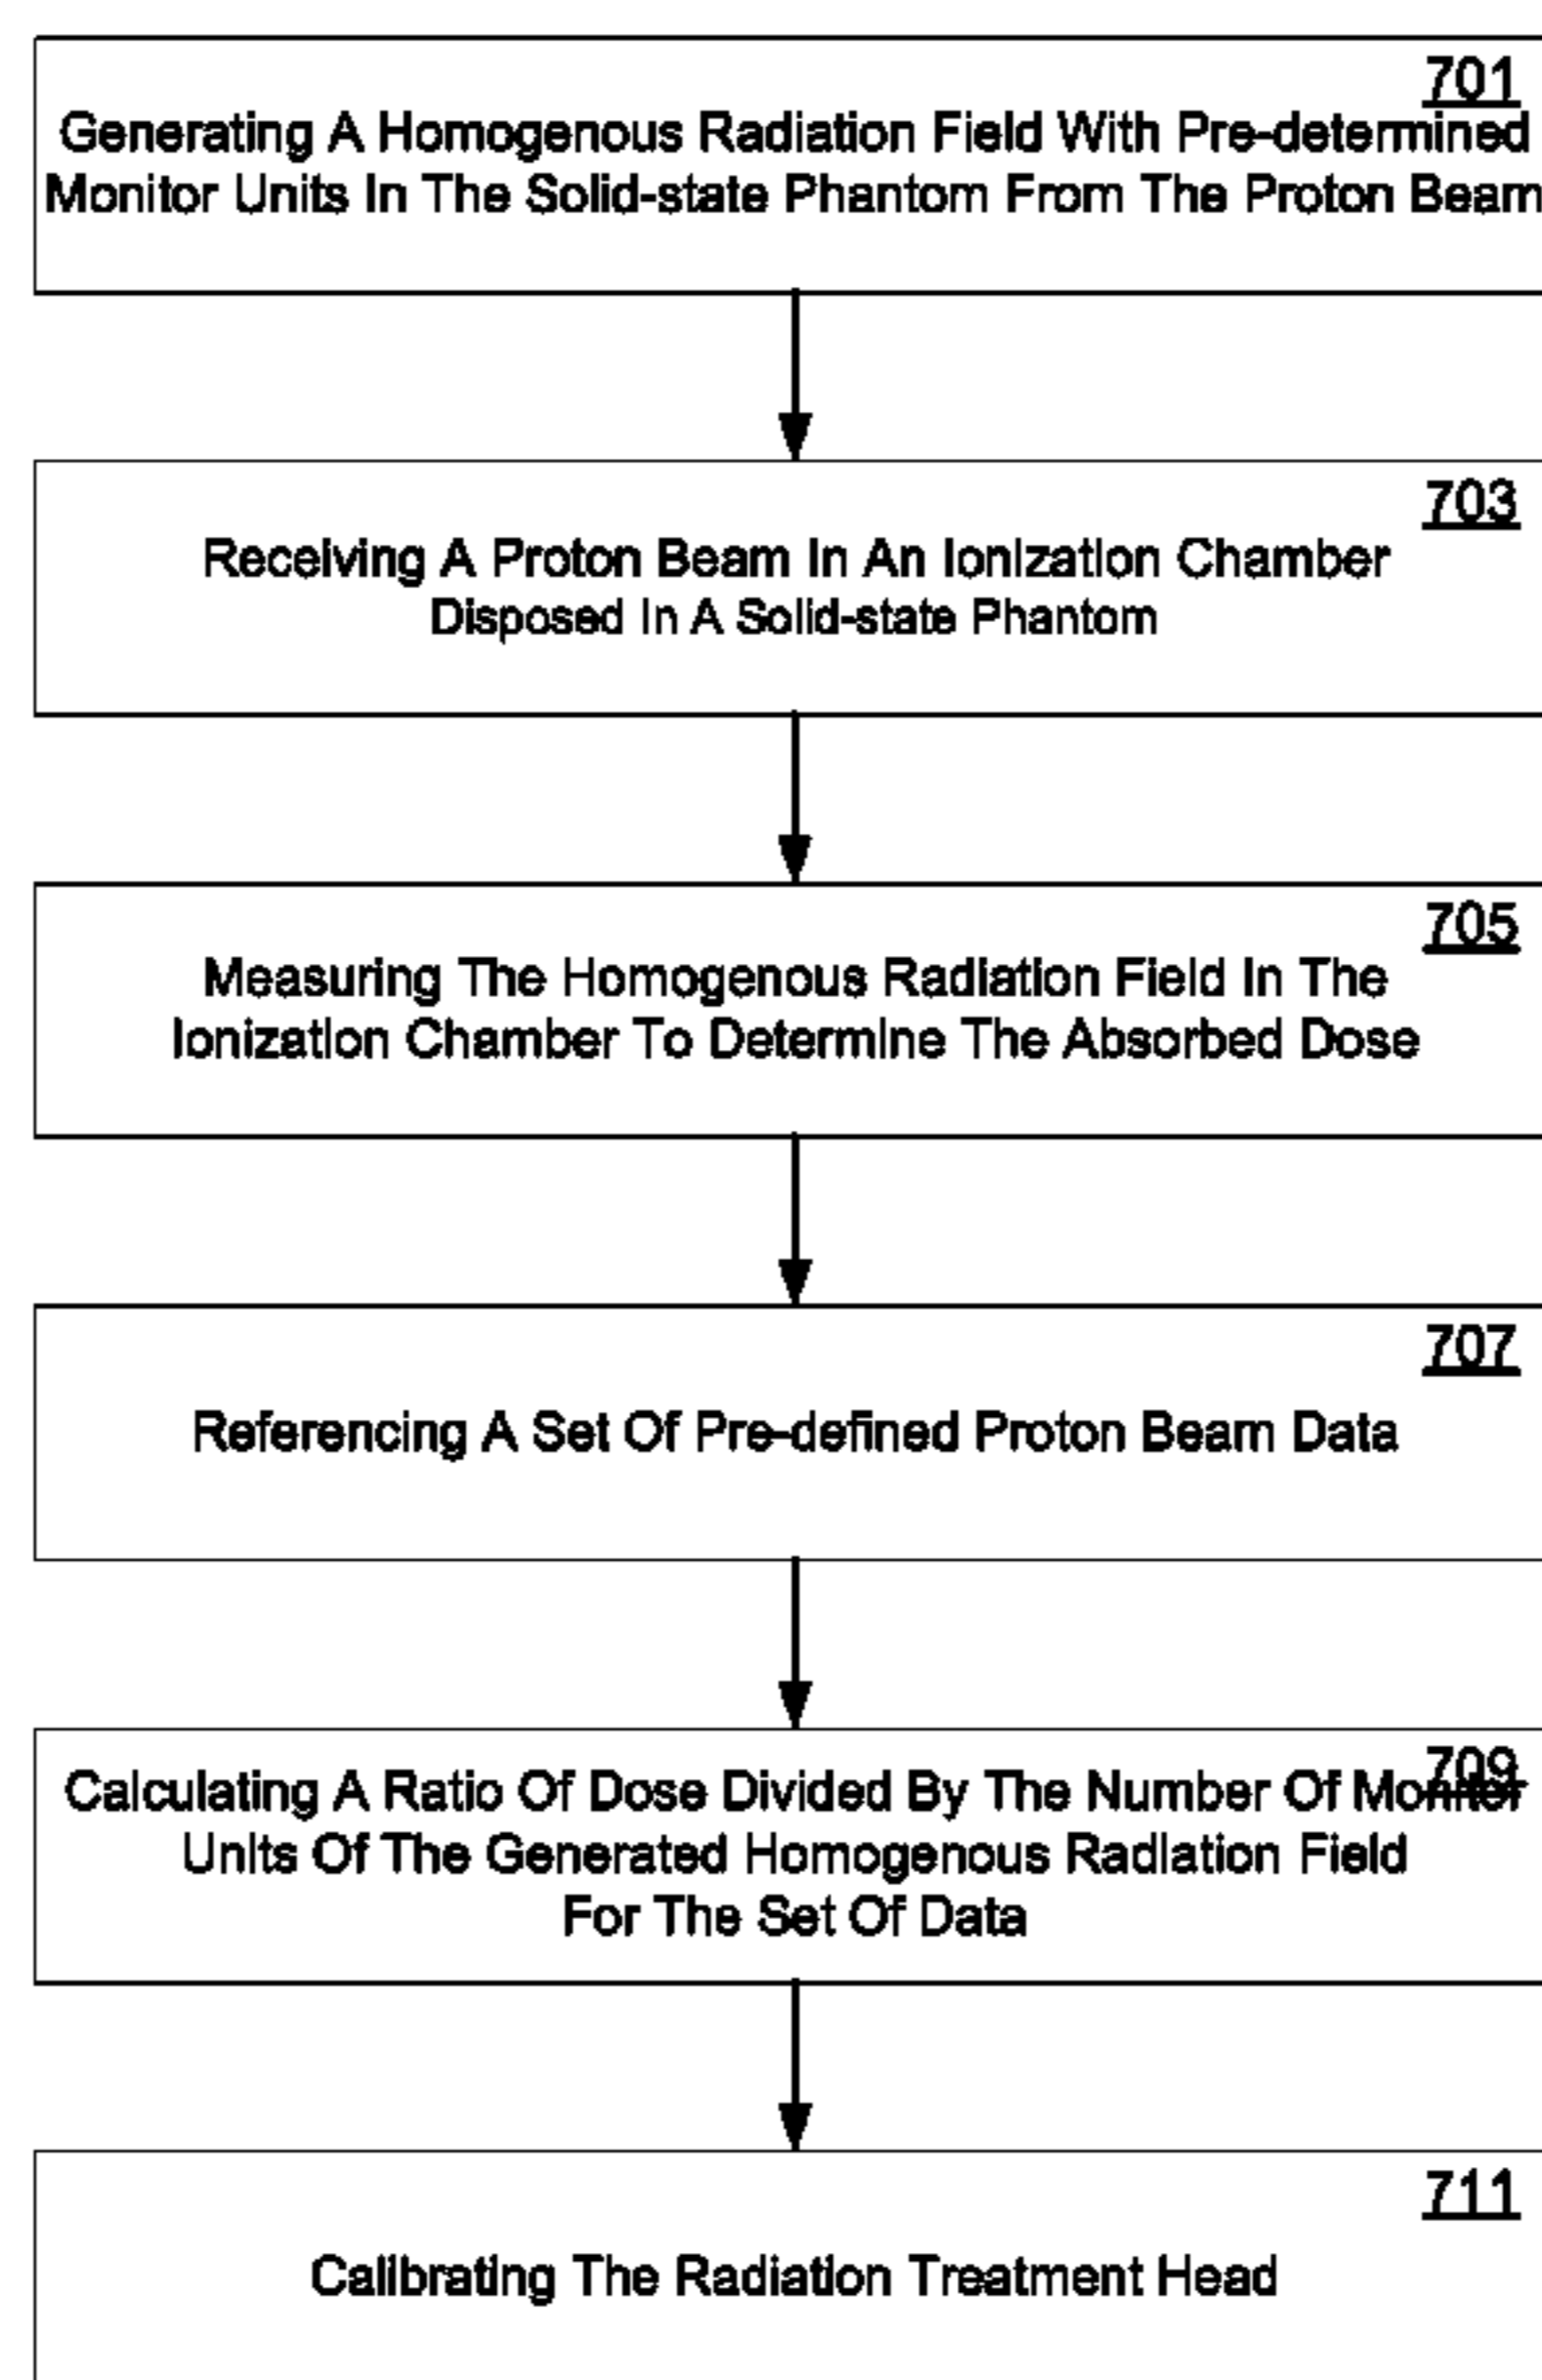 701
Generating A Homogenous Radiation Field With Pre-determined
Monitor Units In The Solid-state Phantom From The Proton Beam
703
Receiving A Proton Beam In An Ionization Chamber
Disposed In A Solid-state Phantom
705
Measuring The Homogenous Radiation Field In The
Ionization Chamber To Determine The Absorbed Dose
707
Referencing A Set Of Pre-defined Proton Beam Data
709
Calculating A Ratio Of Dose Divided By The Number Of Monitor
Units Of The Generated Homogenous Radiation Field
For The Set Of Data
711
Calibrating The Radiation Treatment Head